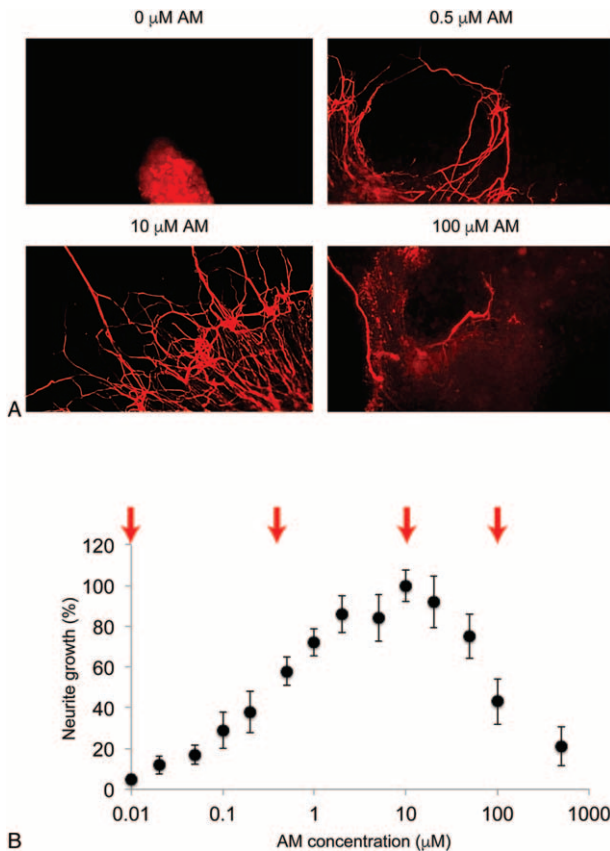 0 μM AM
0.5 μM AM
10 μM AM
100 μM AM
A
120
100
80
60
40
20
0
Neurite growth (%)
0.01
0.1
1
10
100
1000
AM concentration (μM)
B